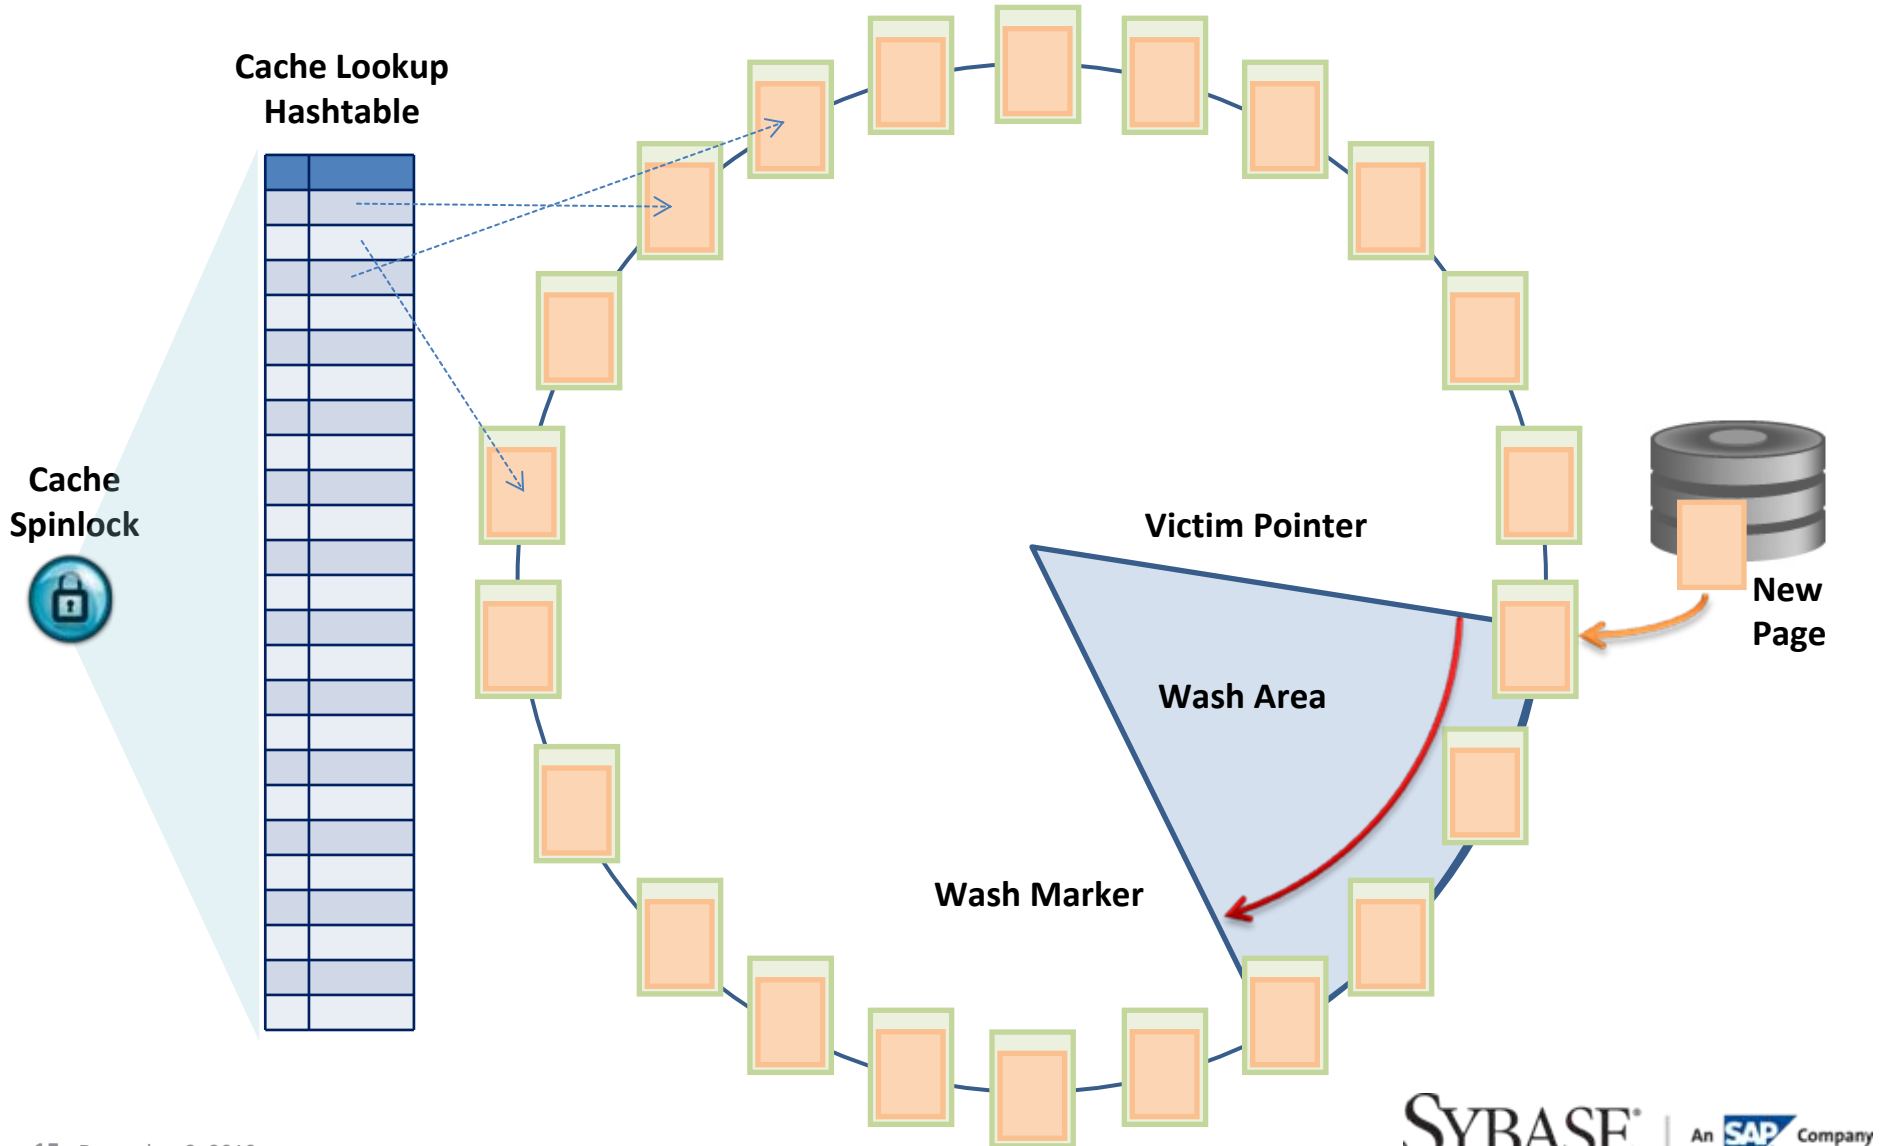 Cache Lookup
Hashtable
Cache
Spinlock
Victim Pointer
New
Page
Wash Area
Wash Marker
SYBASE®
An SAP Company